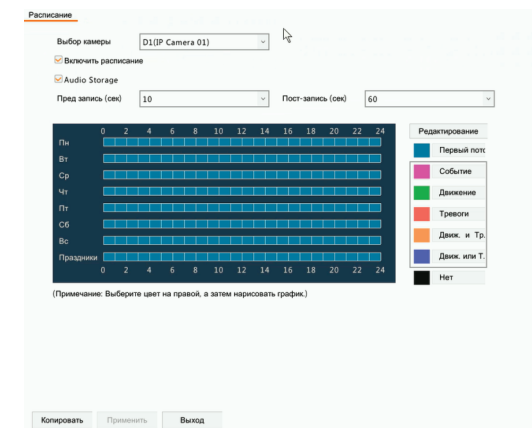 Расписание
Выбор камеры D1(IP Camera 01)
Включить расписание
Audio Storage
Пред запись (сек) 10 Пост-запись (сек) 60
0 2 4 6 8 10 12 14 16 18 20 22 24 Редактирование
Пн Первый пото
Вт
Ср Событие
Чт Движение
Пт Тревоги
Сб Движ. и Тр.
Вс
Праздники Движ. или Т.
0 2 4 6 8 10 12 14 16 18 20 22 24 Нет
(Примечание: Выберите цвет на правой, а затем нарисовать график.)
Копировать Применить Выход